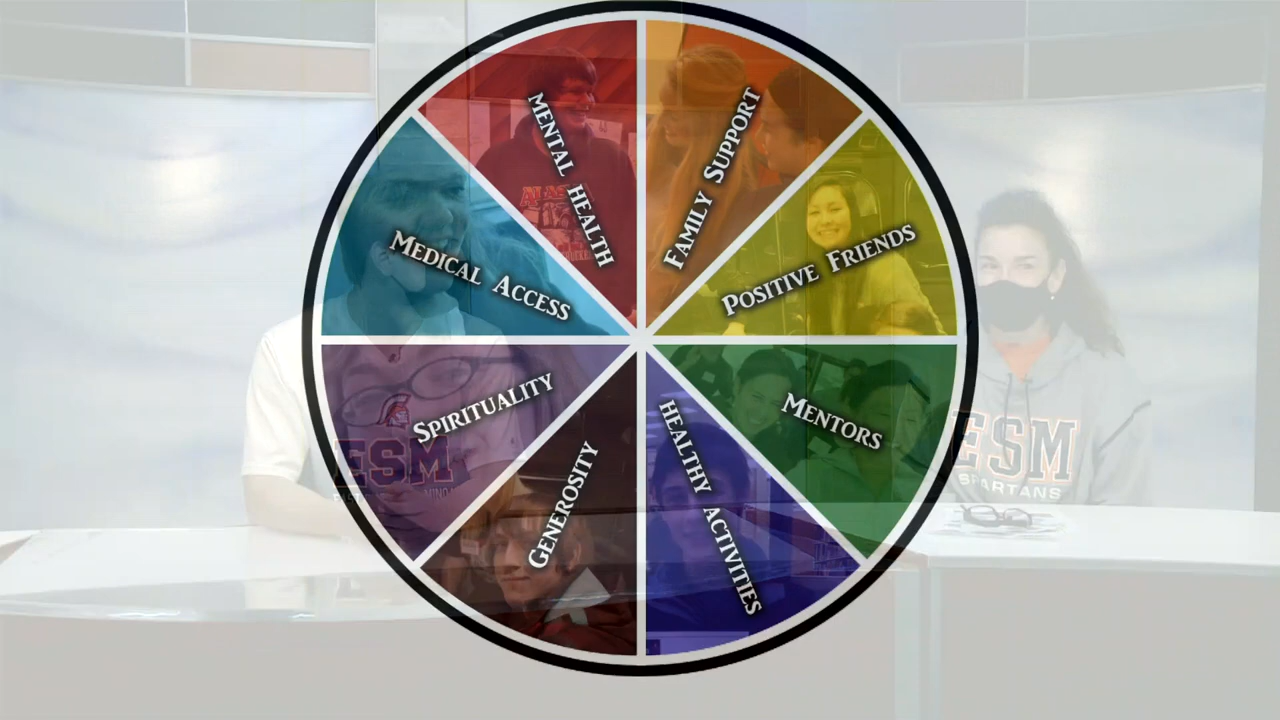 MENTAL HEALTH
FAMILY SUPPORT
POSITIVE FRIENDS
MENTORS
HEALTHY ACTIVITIES
GENEROSITY
SPIRITUALITY
MEDICAL ACCESS
ESM
ESM
SPARTANS